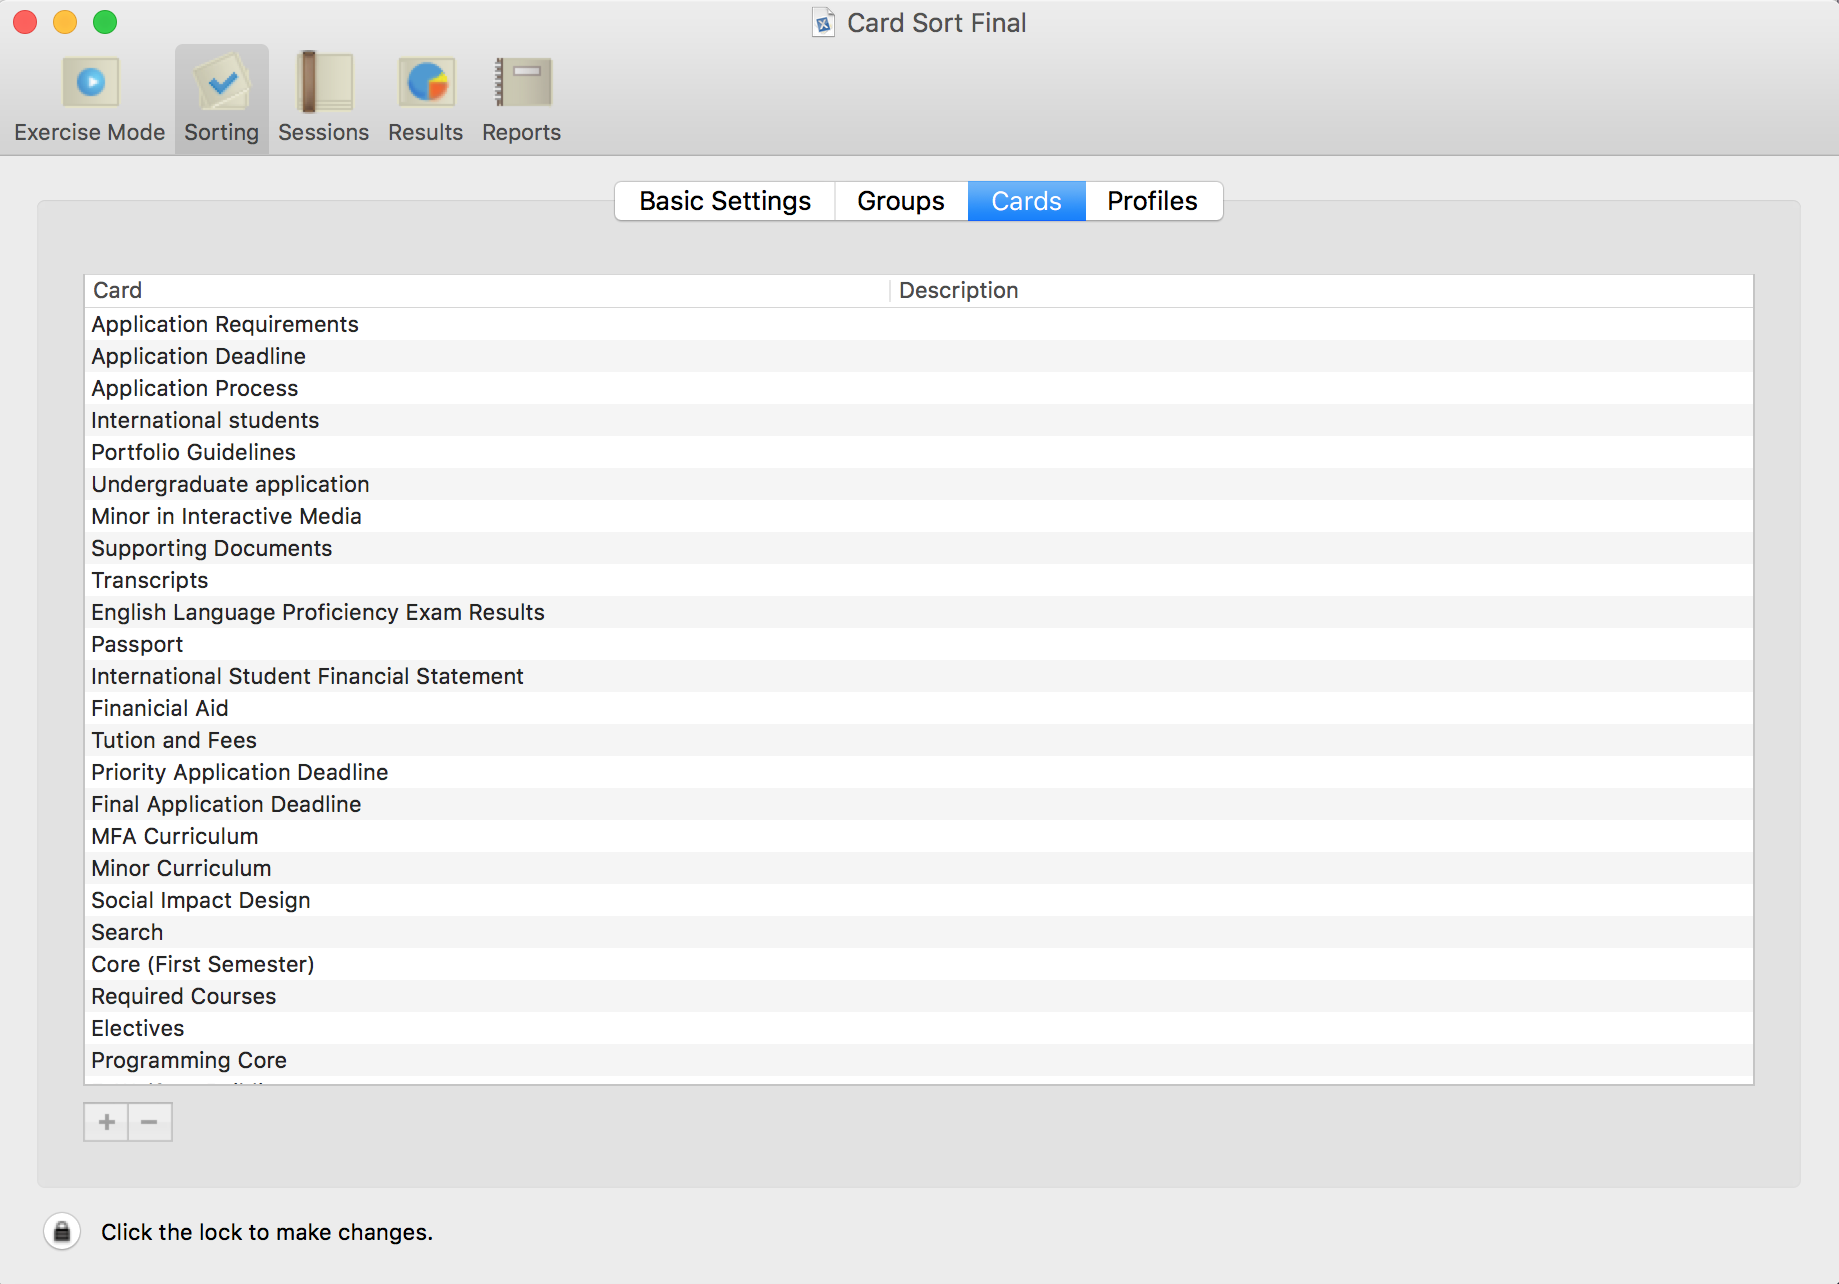 Card Sort Final
Exercise Mode Sorting Sessions Results Reports
Basic Settings Groups Cards Profiles
Card Description
Application Requirements
Application Deadline
Application Process
International students
Portfolio Guidelines
Undergraduate application
Minor in Interactive Media
Supporting Documents
Transcripts
English Language Proficiency Exam Results
Passport
International Student Financial Statement
Finanicial Aid
Tution and Fees
Priority Application Deadline
Final Application Deadline
MFA Curriculum
Minor Curriculum
Social Impact Design
Search
Core (First Semester)
Required Courses
Electives
Programming Core
Click the lock to make changes.